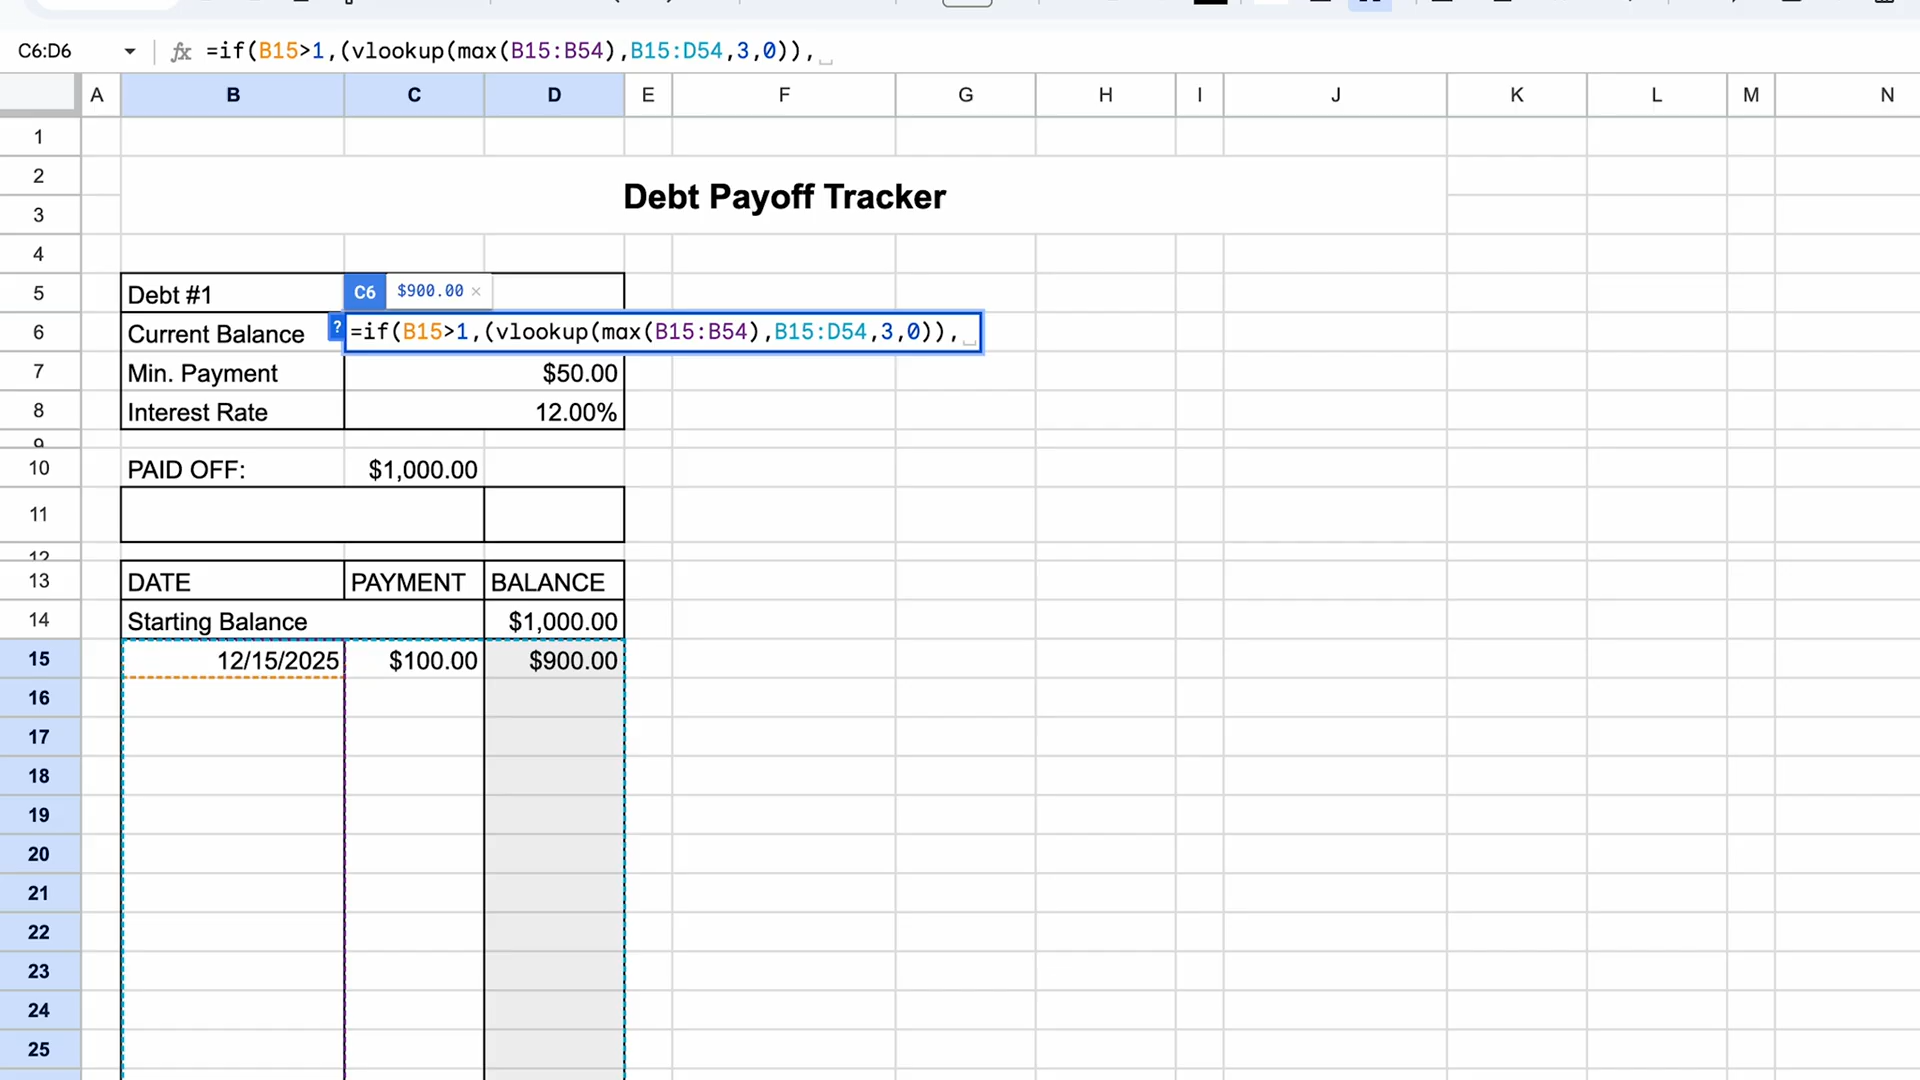 C6:D6 fx =if(B15>1,(vlookup(max(B15:B54),B15:D54,3,0)),
A B C D E F G H I J K L M N
1
2
Debt Payoff Tracker
3
4
5 Debt #1 C6 $900.00 ×
6 Current Balance ? =if(B15>1,(vlookup(max(B15:B54),B15:D54,3,0)),
7 Min. Payment $50.00
8 Interest Rate 12.00%
9
10 PAID OFF: $1,000.00
11
12
13 DATE PAYMENT BALANCE
14 Starting Balance $1,000.00
15 12/15/2025 $100.00 $900.00
16
17
18
19
20
21
22
23
24
25